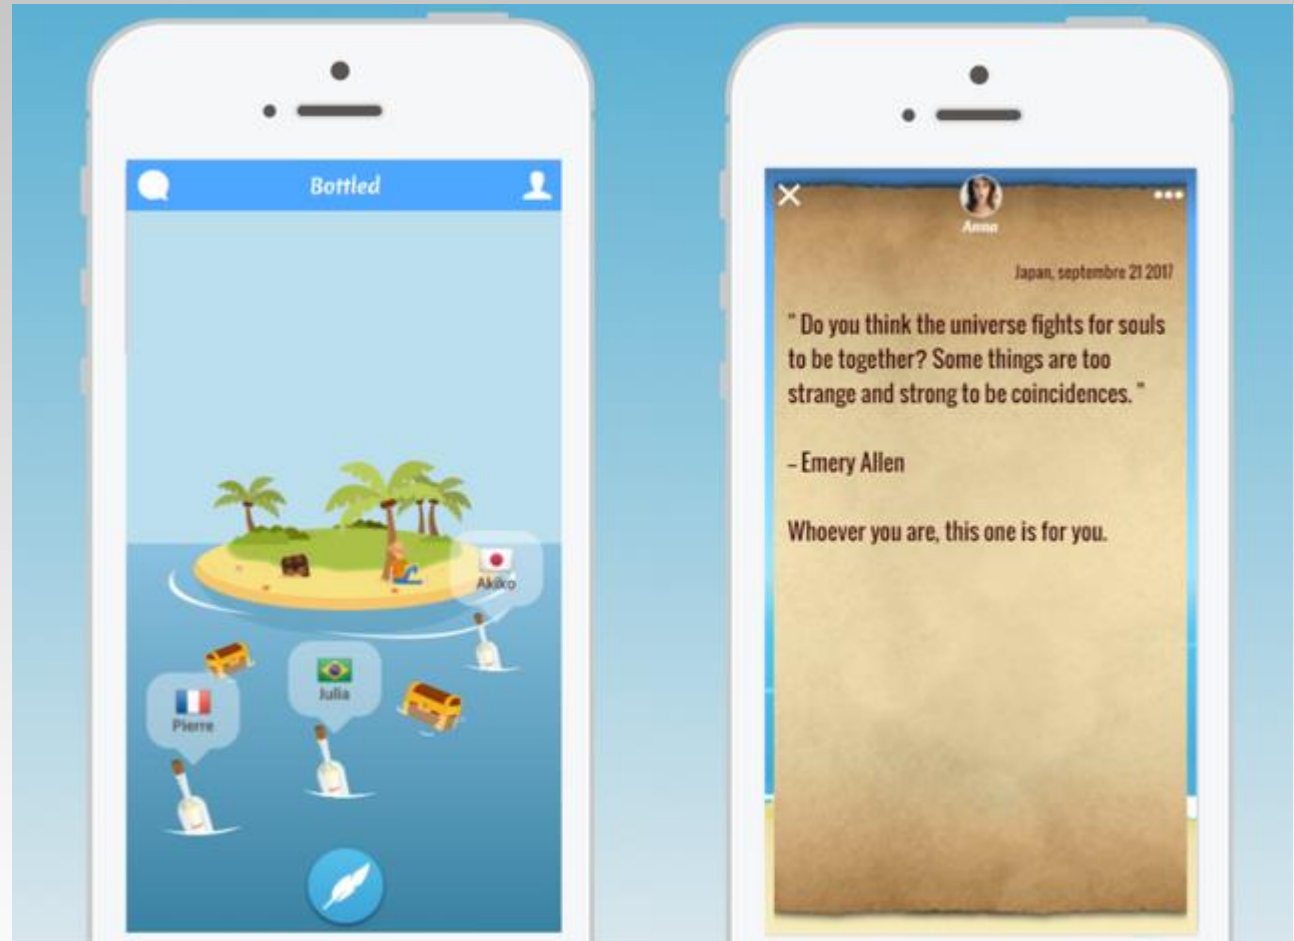 Bottled
Akiko
Julia
Pierre
Anna
Japan, septembre 21 2017
" Do you think the universe fights for souls
to be together? Some things are too
strange and strong to be coincidences. "
– Emery Allen
Whoever you are, this one is for you.